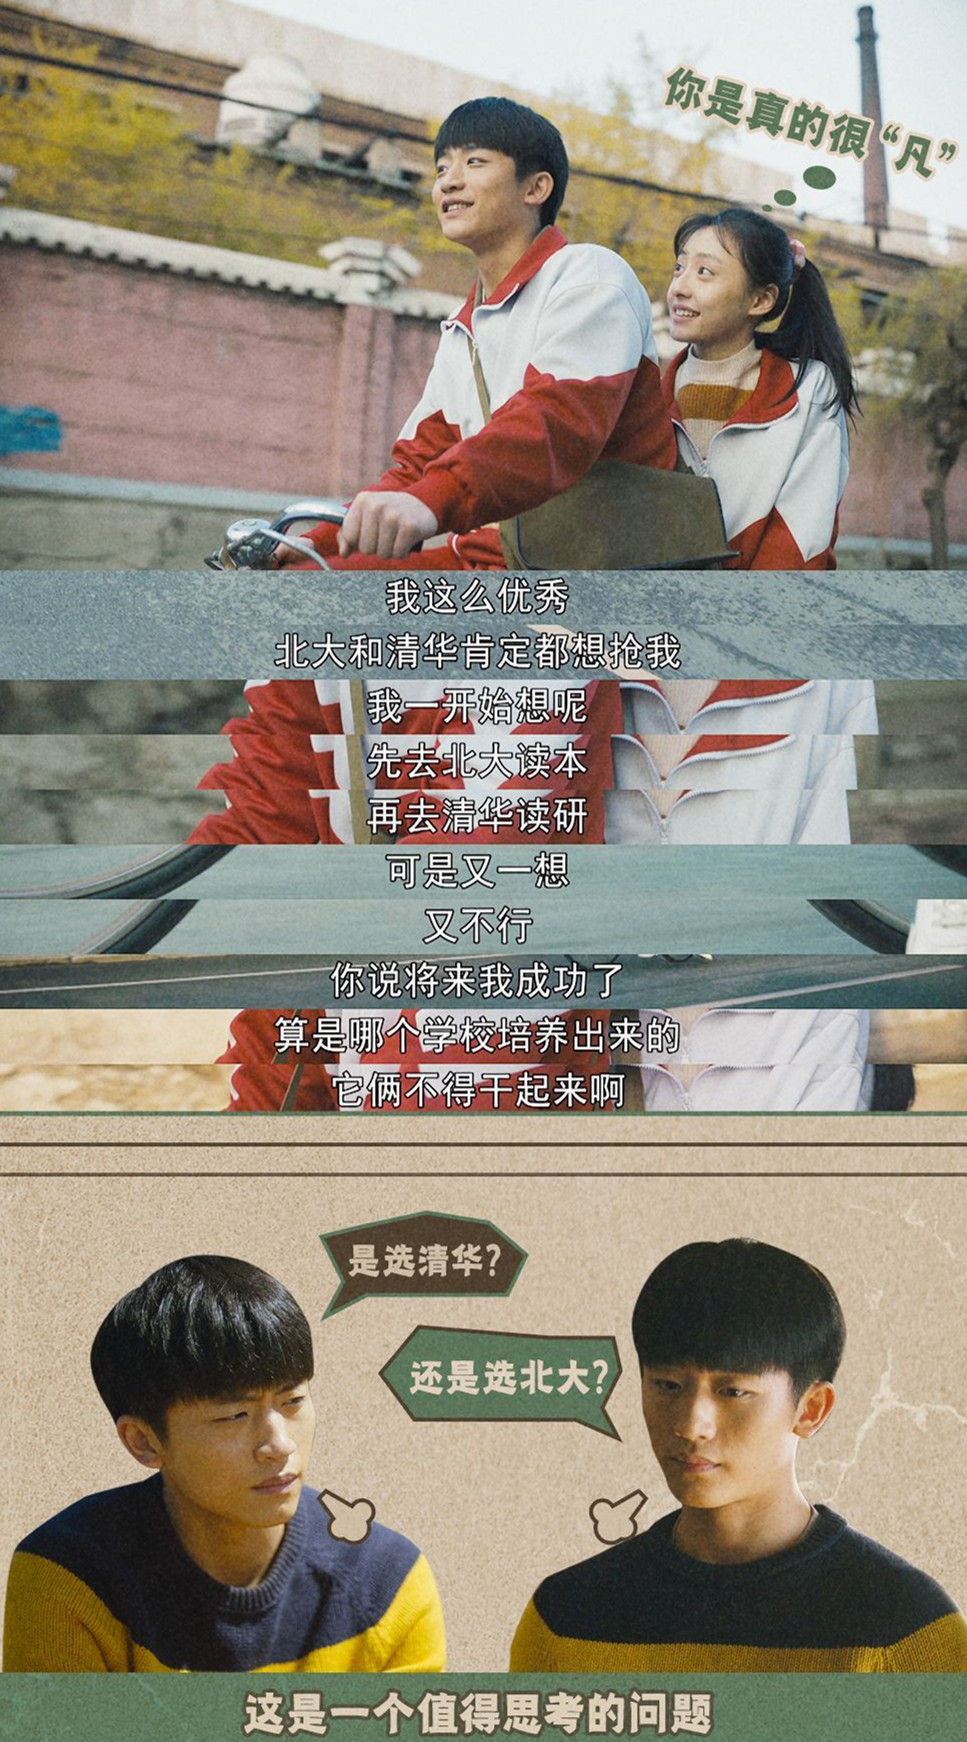 你是真的很“凡”
我这么优秀
北大和清华肯定都想抢我
我一开始想呢
先去北大读本
再去清华读研
可是又一想
又不行
你说将来我成功了
算是哪个学校培养出来的
它俩不得干起来啊
是选清华?
还是选北大?
这是一个值得思考的问题